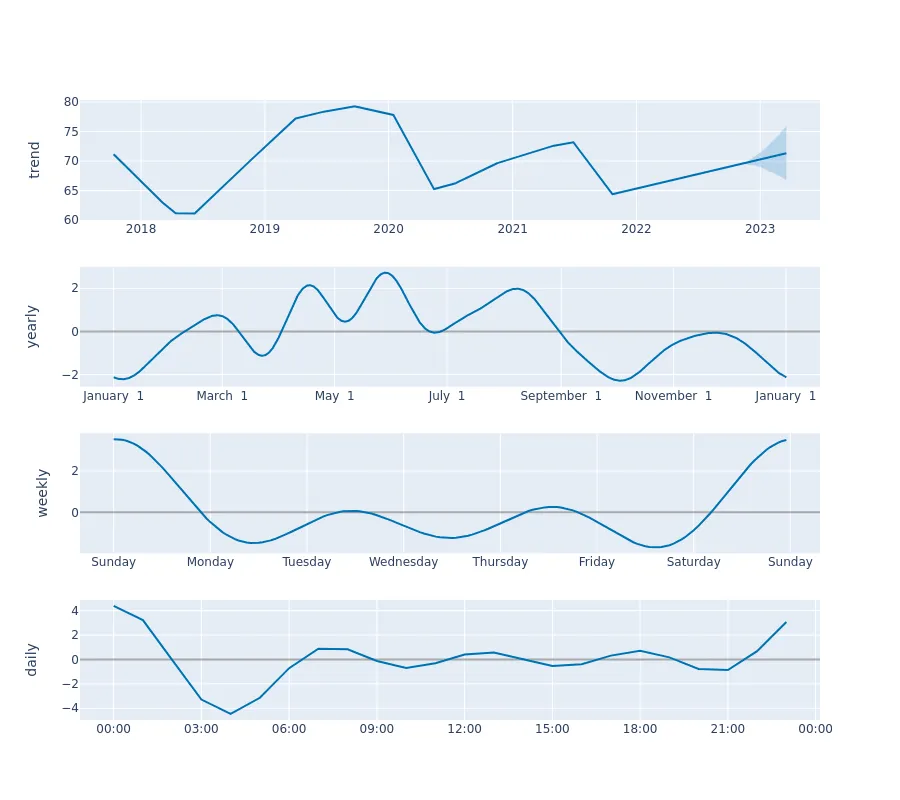 trend
80
75
70
65
60
2018 2019 2020 2021 2022 2023
yearly
2
0
−2
January 1 March 1 May 1 July 1 September 1 November 1 January 1
weekly
2
0
Sunday Monday Tuesday Wednesday Thursday Friday Saturday Sunday
daily
4
2
0
−2
−4
00:00 03:00 06:00 09:00 12:00 15:00 18:00 21:00 00:00